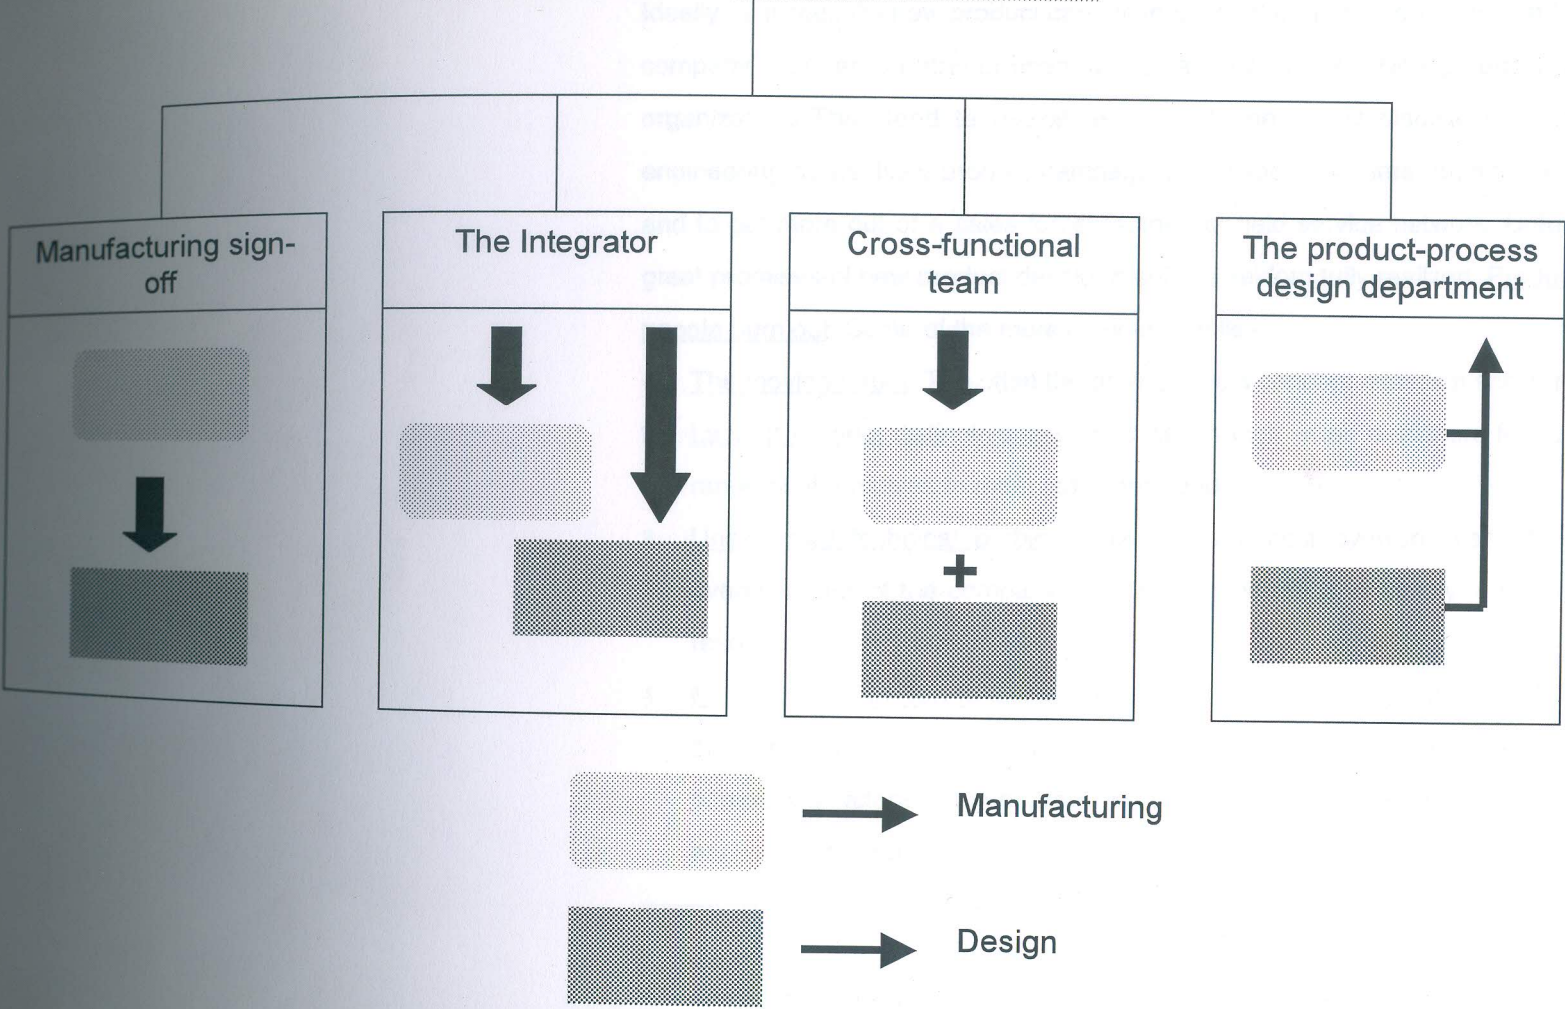 Manufacturing sign-
off
The Integrator
Cross-functional
team
The product-process
design department
+
Manufacturing
Design